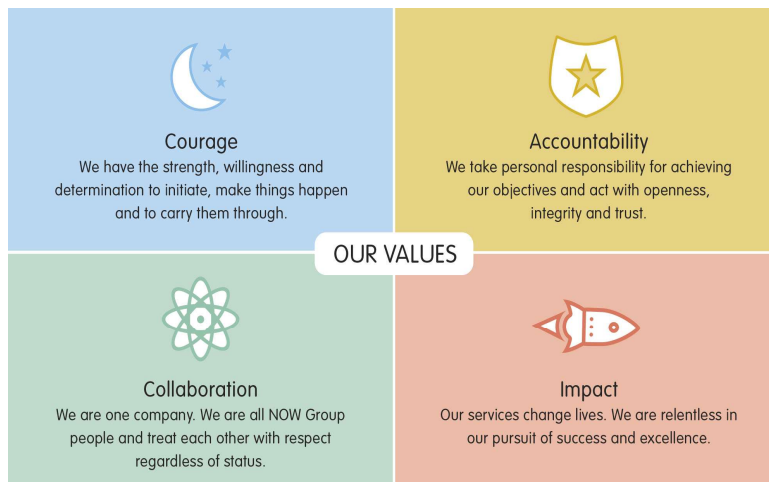 Courage
We have the strength, willingness and
determination to initiate, make things happen
and to carry them through.
Accountability
We take personal responsibility for achieving
our objectives and act with openness,
integrity and trust.
OUR VALUES
Collaboration
We are one company. We are all NOW Group
people and treat each other with respect
regardless of status.
Impact
Our services change lives. We are relentless in
our pursuit of success and excellence.